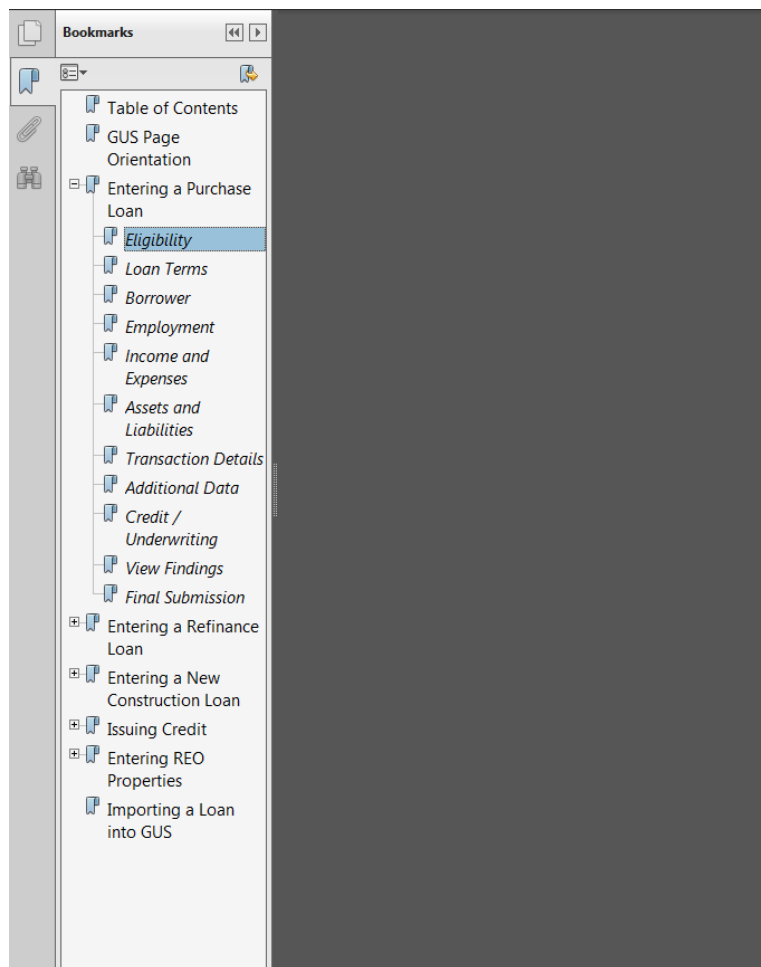 Bookmarks
Table of Contents
GUS Page
Orientation
Entering a Purchase
Loan
Eligibility
Loan Terms
Borrower
Employment
Income and
Expenses
Assets and
Liabilities
Transaction Details
Additional Data
Credit /
Underwriting
View Findings
Final Submission
Entering a Refinance
Loan
Entering a New
Construction Loan
Issuing Credit
Entering REO
Properties
Importing a Loan
into GUS